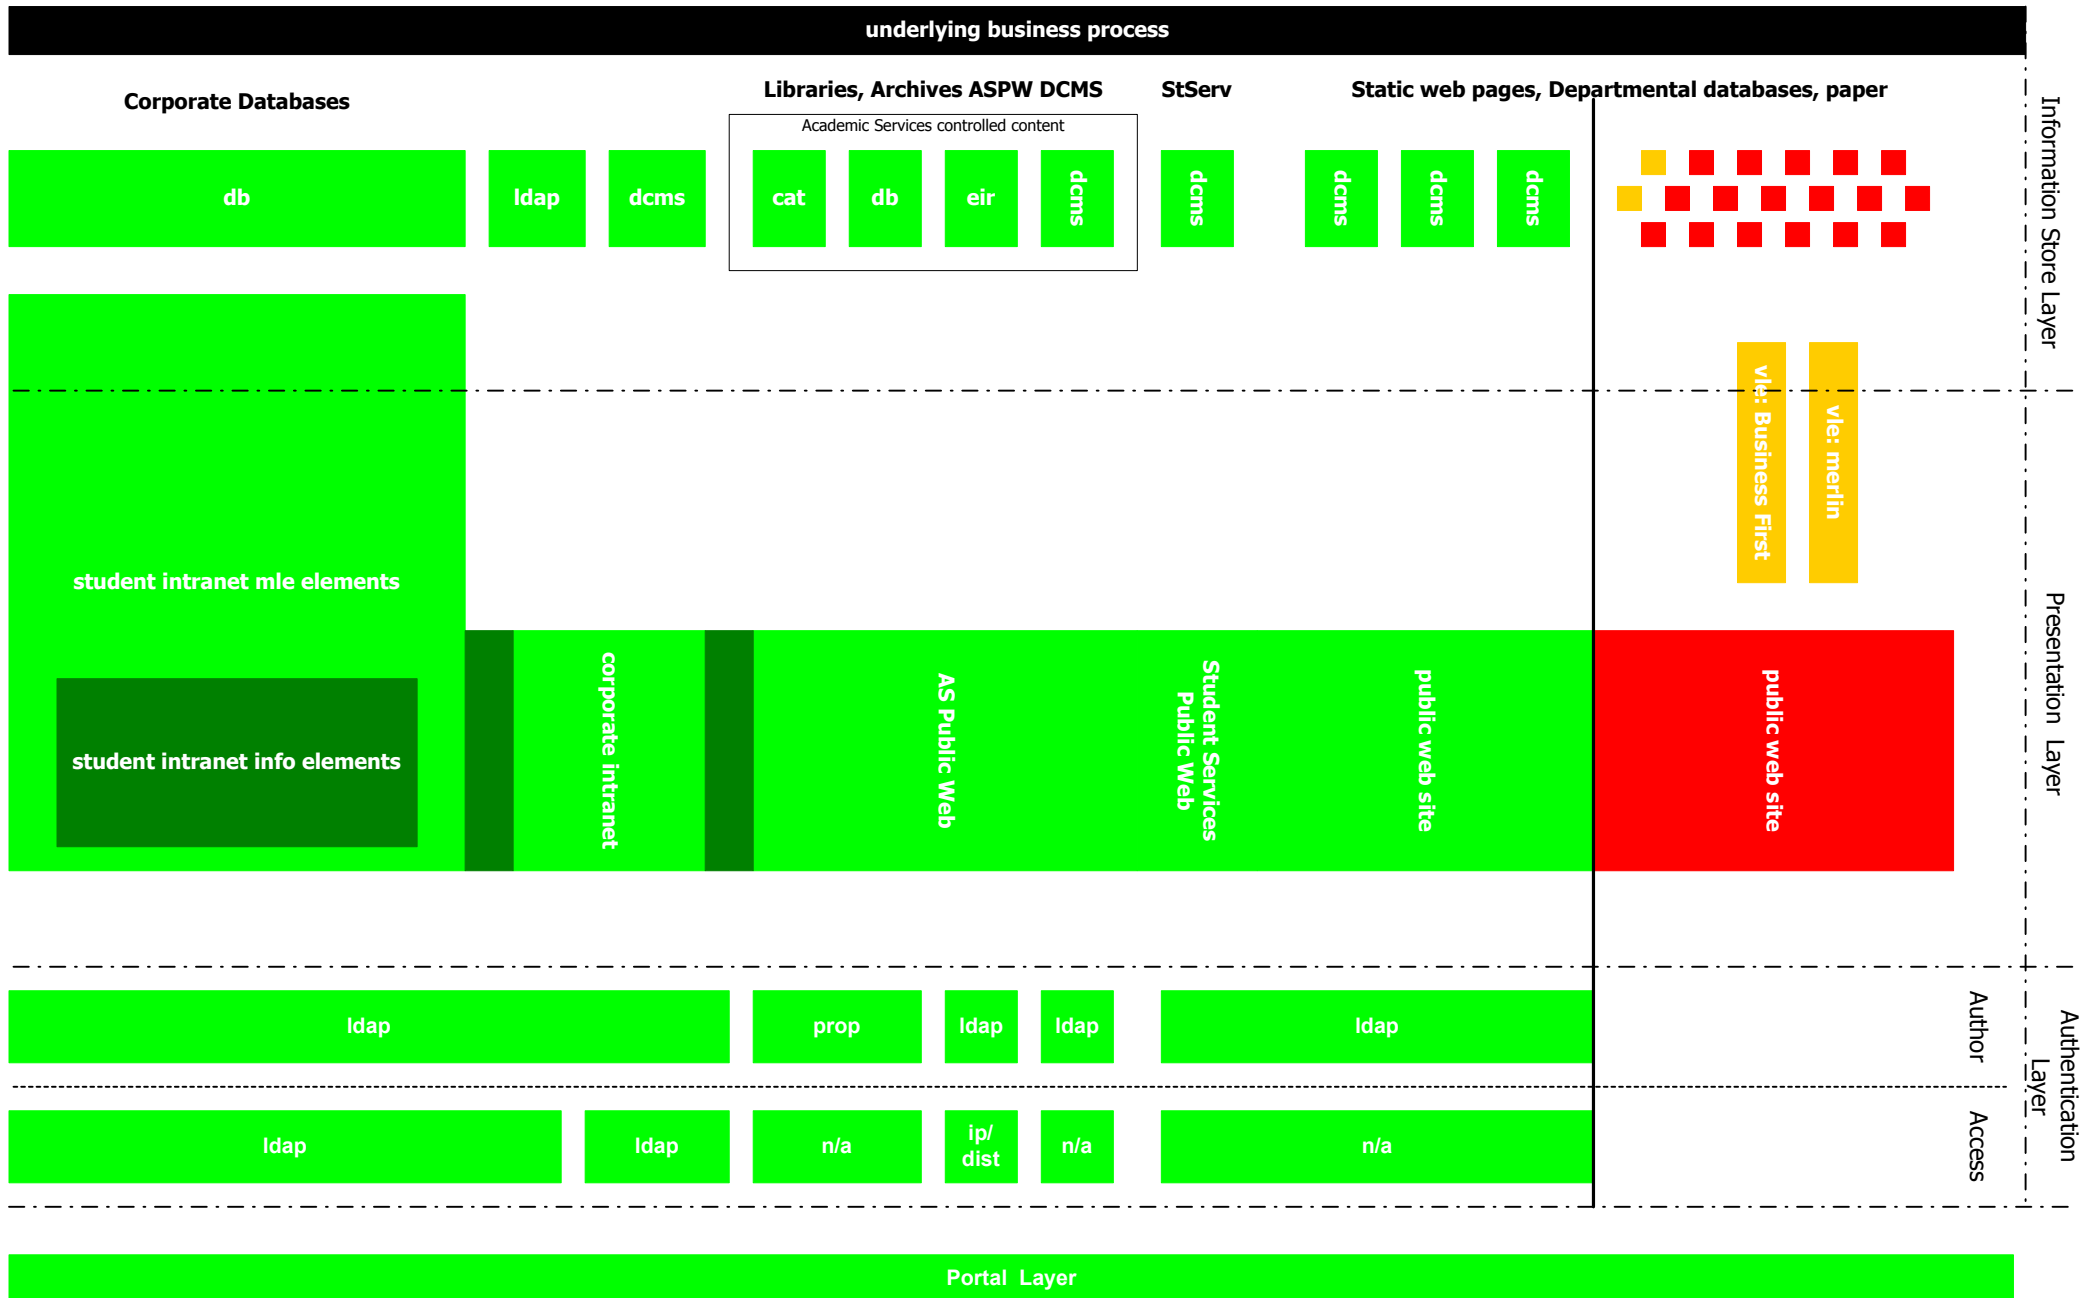 underlying business process
Corporate Databases
Libraries, Archives ASPW DCMS
StServ
Static web pages, Departmental databases, paper
Academic Services controlled content
db
ldap
dcms
cat
db
eir
dcms
dcms
dcms
dcms
dcms
Information Store Layer
vle: Business First
vle: merlin
student intranet mle elements
student intranet info elements
corporate intranet
AS Public Web
Student Services
Public Web
public web site
public web site
Presentation Layer
ldap
prop
ldap
ldap
ldap
Author
Authentication
Layer
ldap
ldap
n/a
ip/
dist
n/a
n/a
Access
Portal Layer